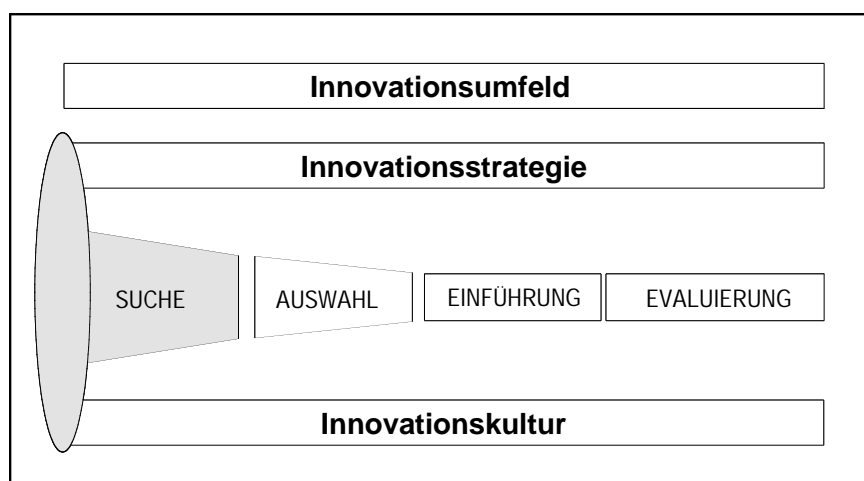 Innovationsumfeld
Innovationsstrategie
SUCHE
AUSWAHL
EINFÜHRUNG
EVALUIERUNG
Innovationskultur